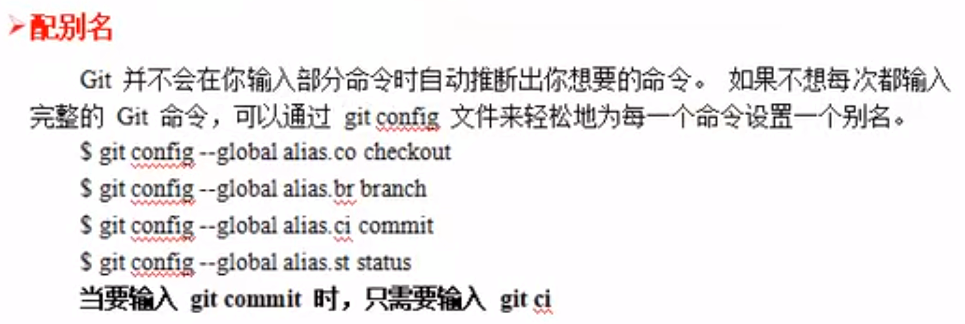 ➢配别名
Git 并不会在你输入部分命令时自动推断出你想要的命令。 如果不想每次都输入
完整的 Git 命令，可以通过 git config 文件来轻松地为每一个命令设置一个别名。
$ git config --global alias.co checkout
$ git config --global alias.br branch
$ git config --global alias.ci commit
$ git config --global alias.st status
当要输入 git commit 时，只需要输入 git ci